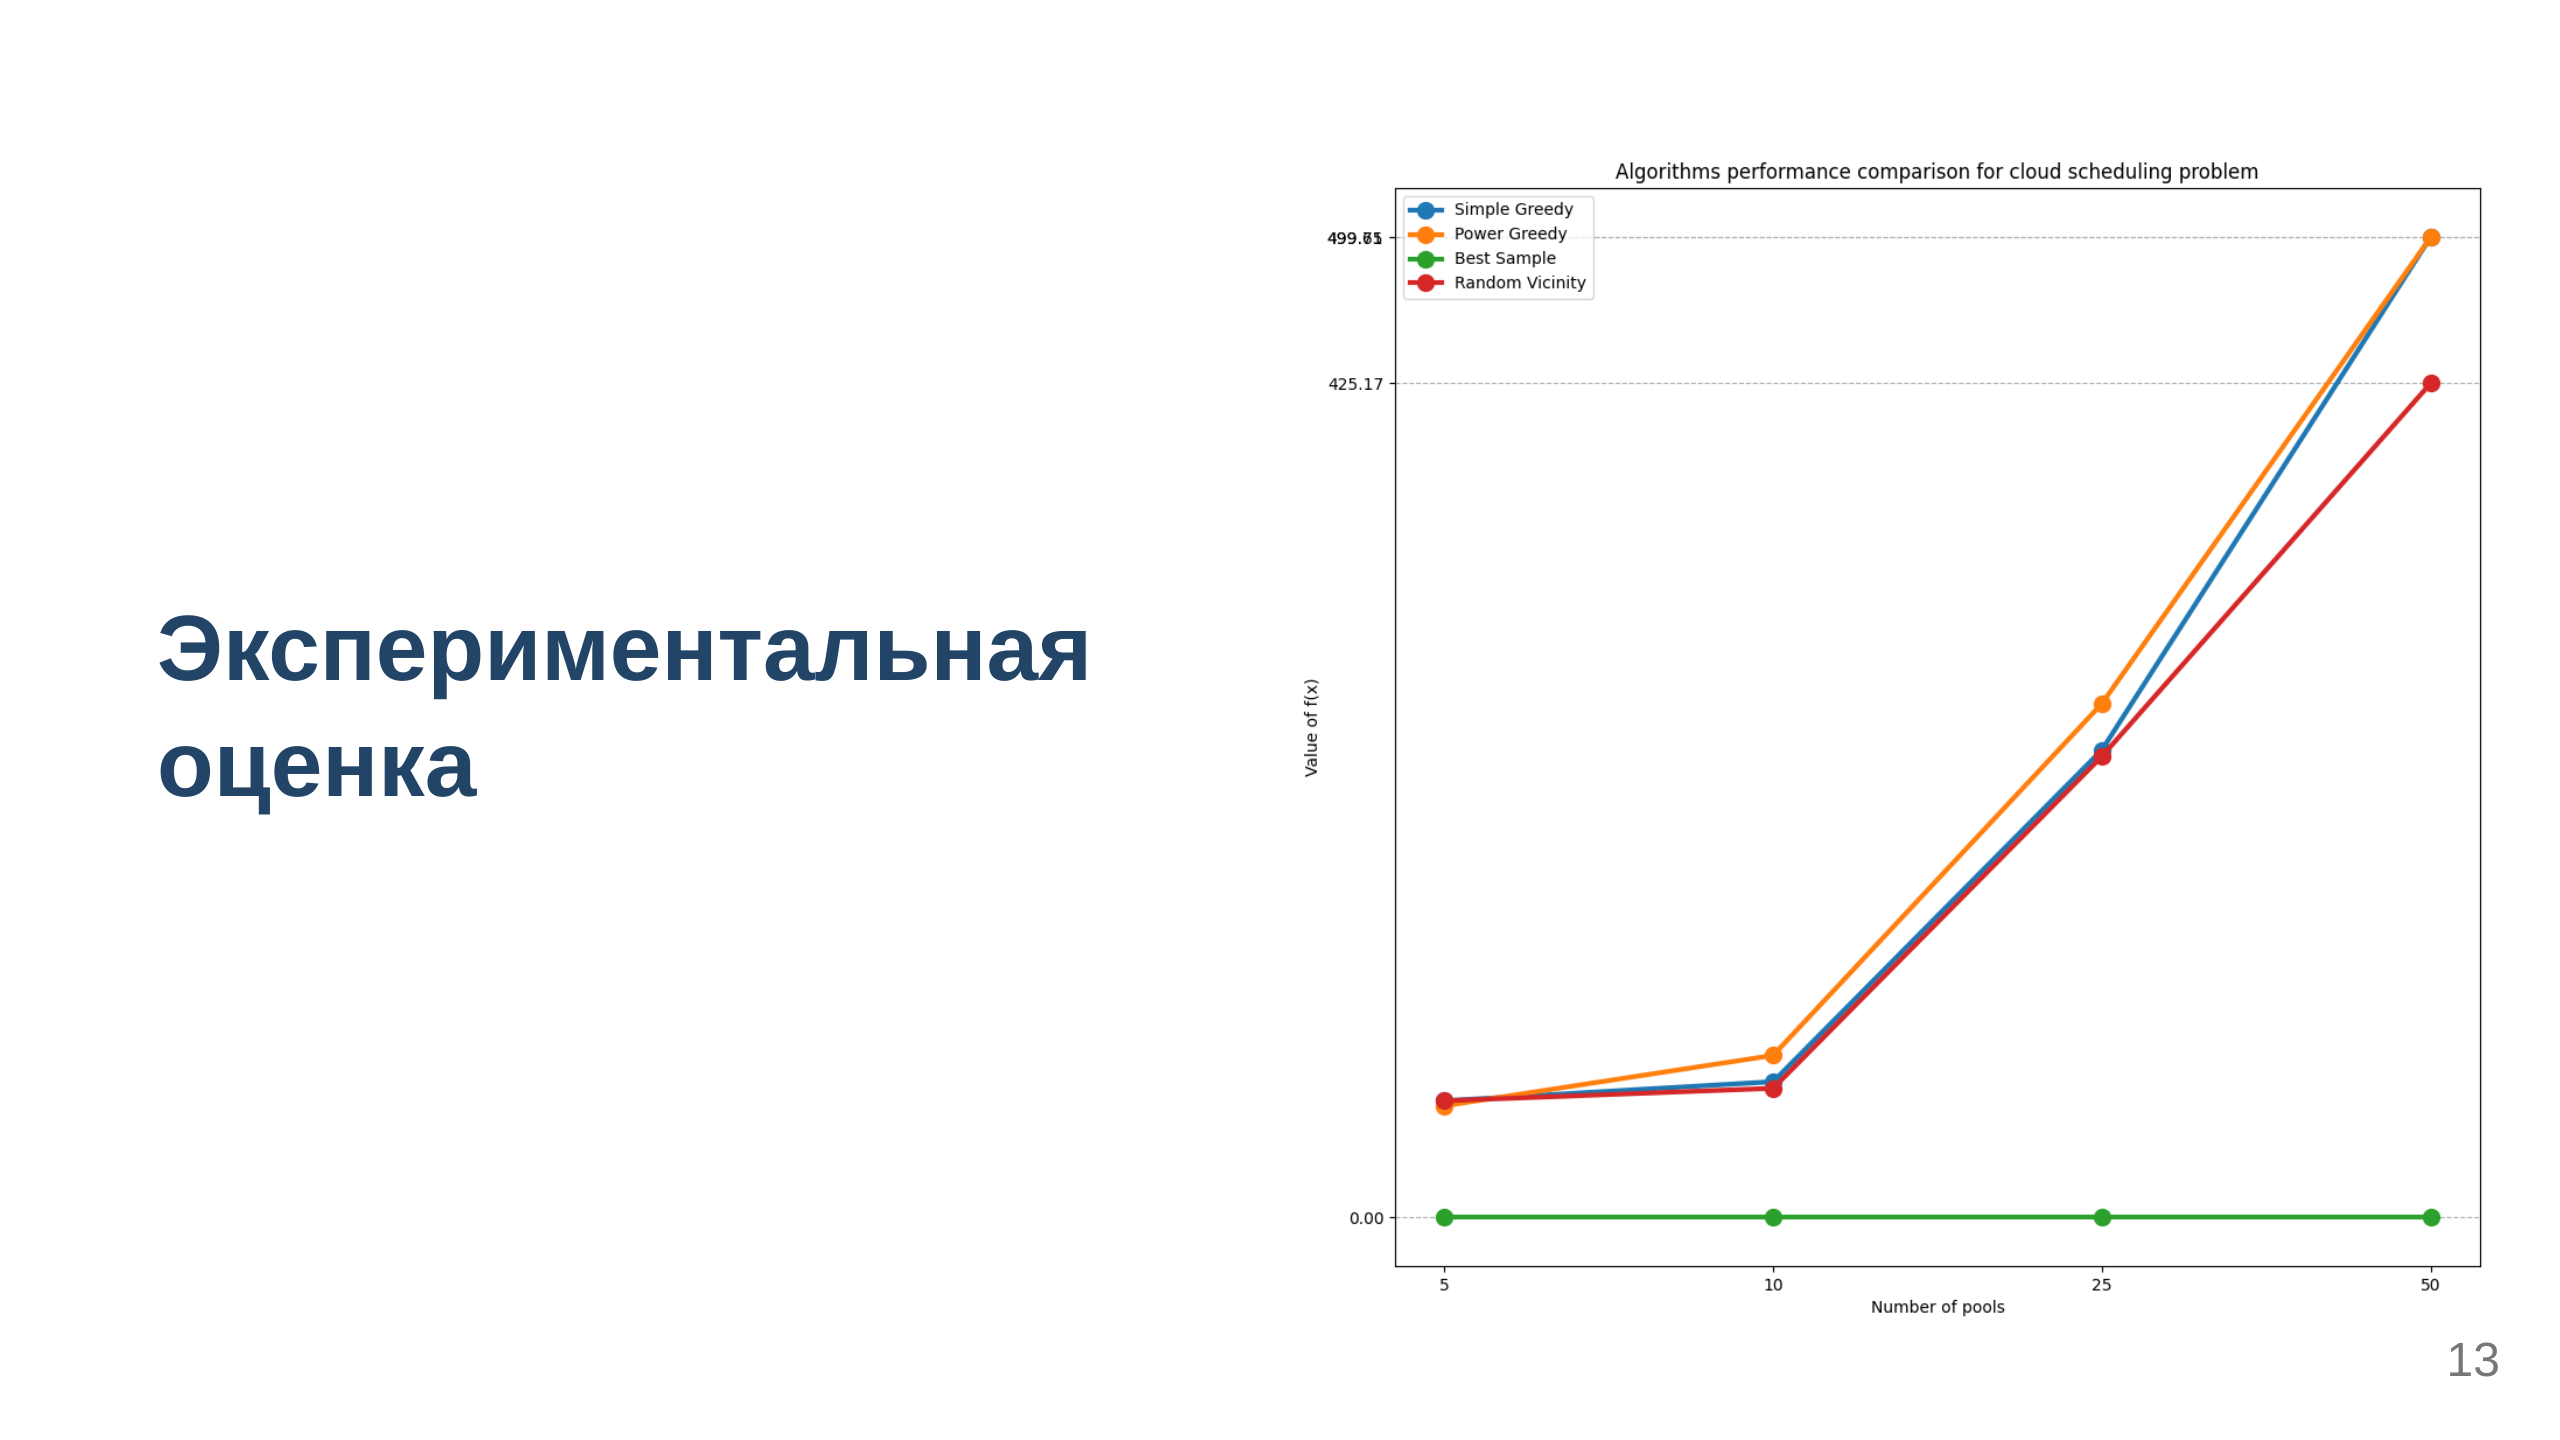 Экспериментальная
оценка
Algorithms performance comparison for cloud scheduling problem
Simple Greedy
Power Greedy
Best Sample
Random Vicinity
425.17
0.00
Value of f(x)
5 10 25 50
Number of pools
13